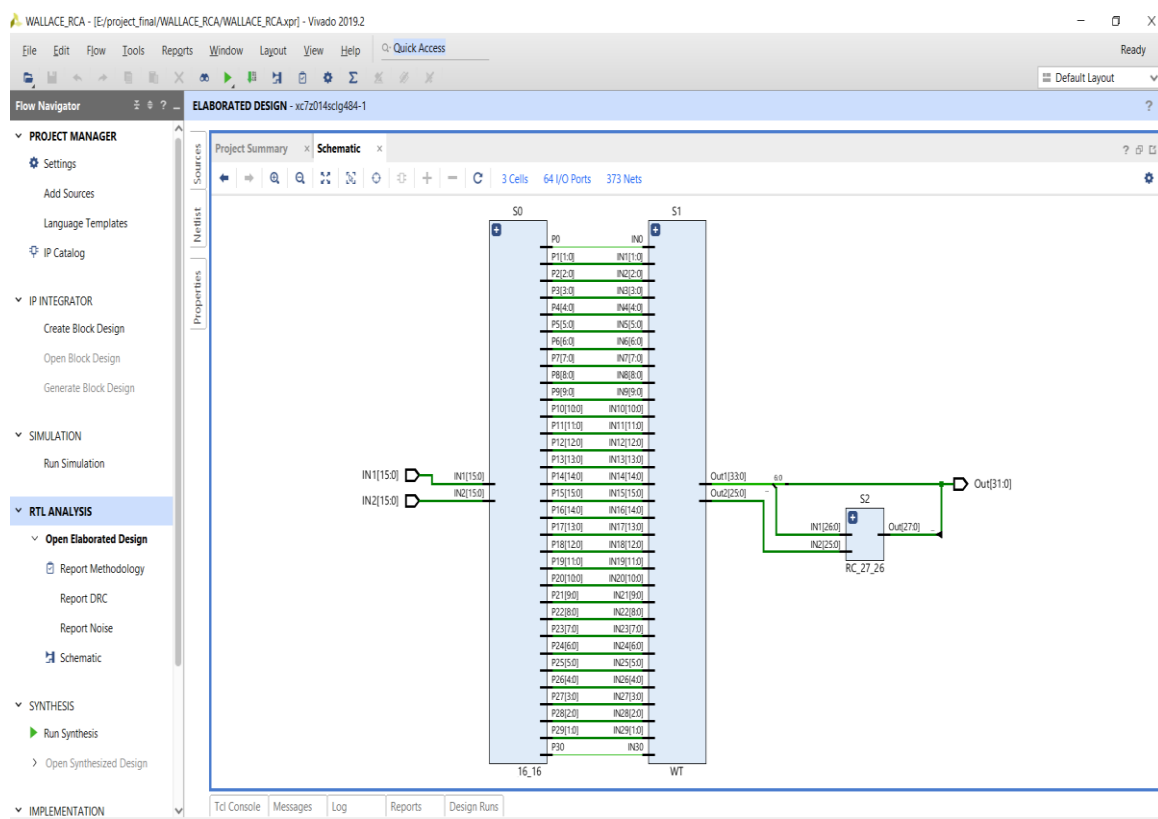 WALLACE_RCA - [E:/project_final/WALLACE_RCA/WALLACE_RCA.xpr] - Vivado 2019.2
File Edit Flow Tools Reports Window Layout View Help Quick Access
Ready
Default Layout
Flow Navigator
ELABORATED DESIGN - xc7z014sclg484-1
PROJECT MANAGER
Settings
Add Sources
Language Templates
IP Catalog
IP INTEGRATOR
Create Block Design
Open Block Design
Generate Block Design
SIMULATION
Run Simulation
RTL ANALYSIS
Open Elaborated Design
Report Methodology
Report DRC
Report Noise
Schematic
SYNTHESIS
Run Synthesis
Open Synthesized Design
IMPLEMENTATION
Sources
Netlist
Properties
Project Summary Schematic
3 Cells 64 I/O Ports 373 Nets
S0 S1
P0 IN0
P1[1:0] IN1[1:0]
P2[2:0] IN2[2:0]
P3[3:0] IN3[3:0]
P4[4:0] IN4[4:0]
P5[5:0] IN5[5:0]
P6[6:0] IN6[6:0]
P7[7:0] IN7[7:0]
P8[8:0] IN8[8:0]
P9[9:0] IN9[9:0]
P10[10:0] IN10[10:0]
P11[11:0] IN11[11:0]
P12[12:0] IN12[12:0]
P13[13:0] IN13[13:0]
P14[14:0] IN14[14:0]
P15[15:0] IN15[15:0]
P16[14:0] IN16[14:0]
P17[13:0] IN17[13:0]
P18[12:0] IN18[12:0]
P19[11:0] IN19[11:0]
P20[10:0] IN20[10:0]
P21[9:0] IN21[9:0]
P22[8:0] IN22[8:0]
P23[7:0] IN23[7:0]
P24[6:0] IN24[6:0]
P25[5:0] IN25[5:0]
P26[4:0] IN26[4:0]
P27[3:0] IN27[3:0]
P28[2:0] IN28[2:0]
P29[1:0] IN29[1:0]
P30 IN30
16_16 WT
IN1[15:0] IN1[15:0]
IN2[15:0] IN2[15:0]
Out1[33:0] 6:0
Out2[25:0] ...
Out[31:0]
S2
IN1[26:0] Out[27:0] ...
IN2[25:0]
RC_27_26
Tcl Console Messages Log Reports Design Runs